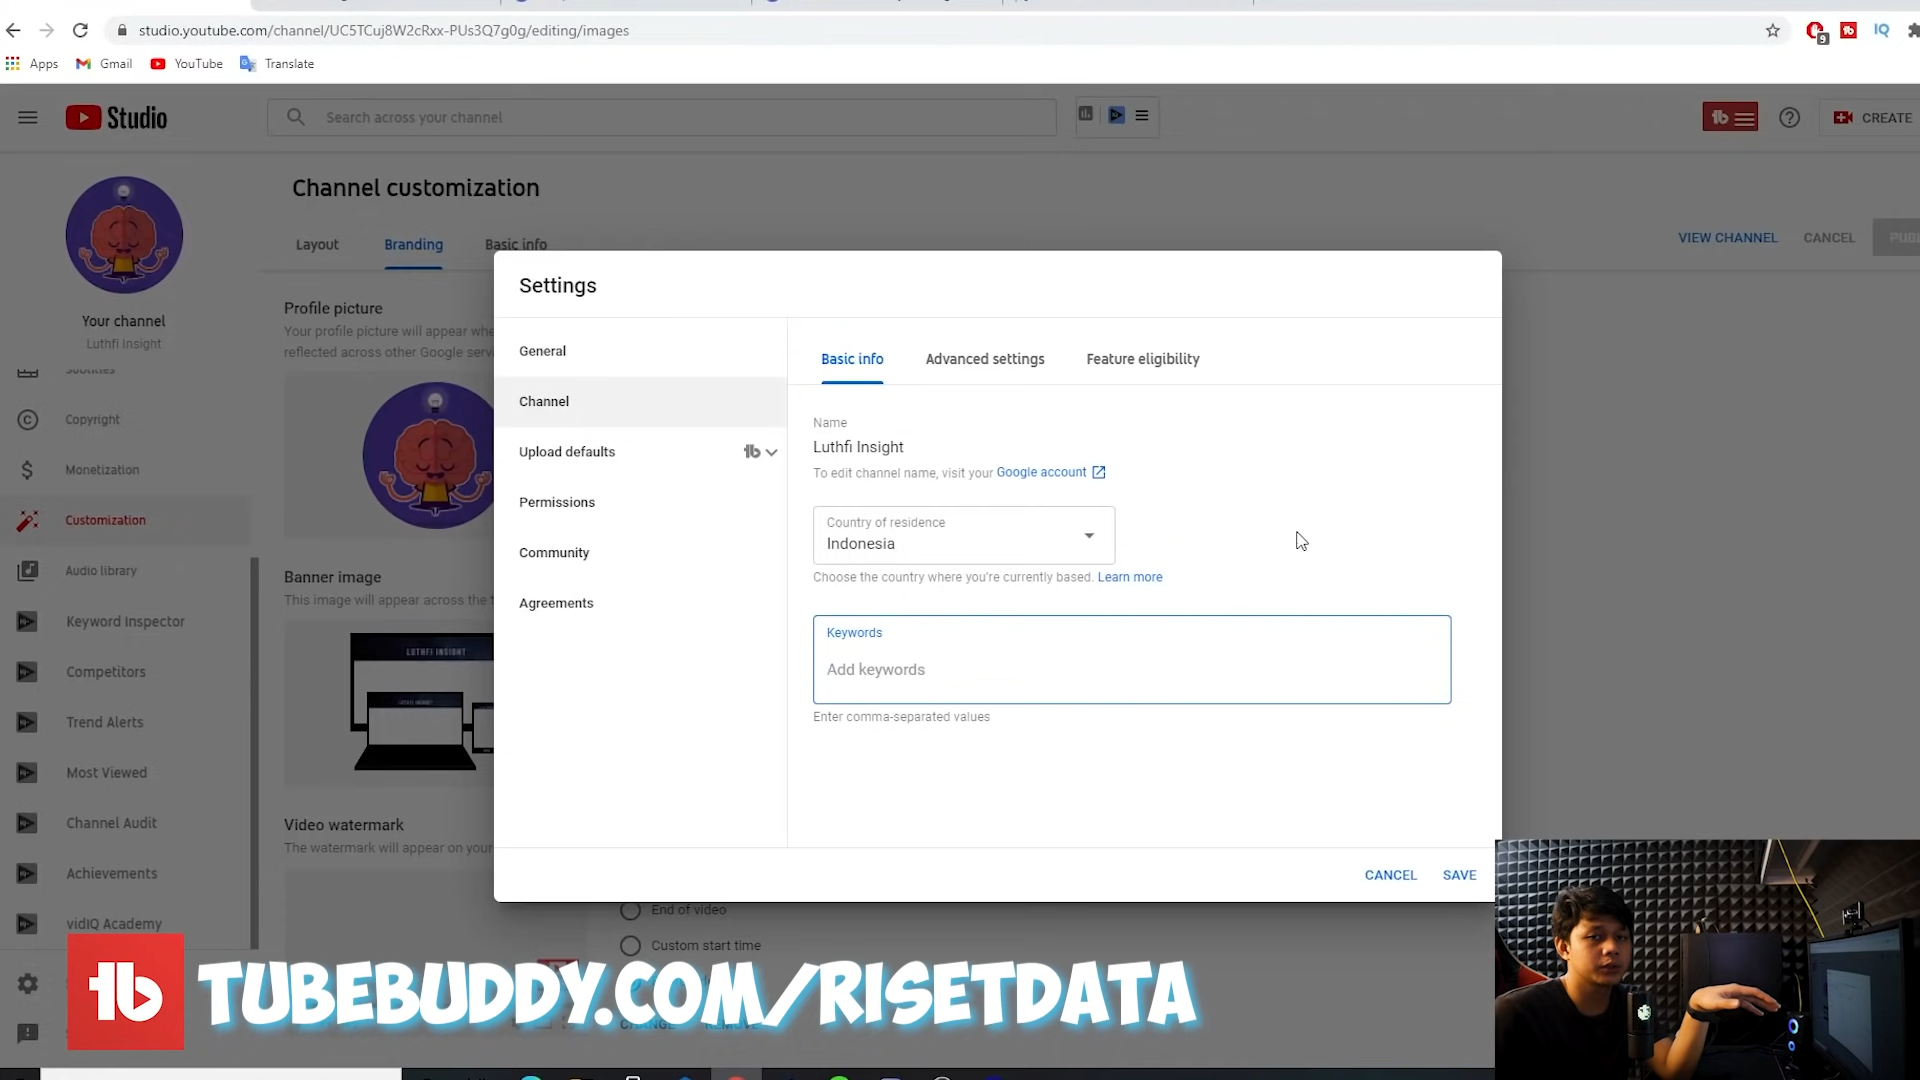 studio.youtube.com/channel/UC5TCuj8W2cRxx-PUs3Q7g0g/editing/images
9
IQ
Apps
Gmail
YouTube
Translate
Studio
Search across your channel
CREATE
Channel customization
Layout
Branding
Basic info
VIEW CHANNEL
CANCEL
Your channel
Luthfi Insight
Subtitles
Copyright
Monetization
Customization
Audio library
Keyword Inspector
Competitors
Trend Alerts
Most Viewed
Channel Audit
Achievements
vidIQ Academy
Profile picture
Your profile picture will appear whe
reflected across other Google serv
Banner image
This image will appear across the t
LUTHFI INSIGHT
Video watermark
The watermark will appear on your
End of video
Custom start time
CHANGE
REMOVE
Settings
General
Channel
Upload defaults
Permissions
Community
Agreements
Basic info
Advanced settings
Feature eligibility
Name
Luthfi Insight
To edit channel name, visit your Google account
Country of residence
Indonesia
Choose the country where you're currently based. Learn more
Keywords
Add keywords
Enter comma-separated values
CANCEL
SAVE
TUBEBUDDY.COM/RISETDATA